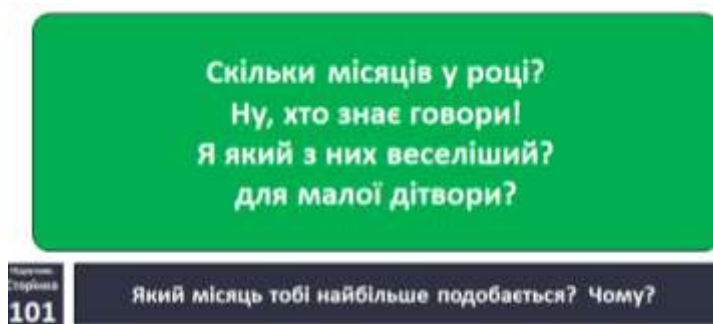 Скільки місяців у році?
Ну, хто знає говори!
Я який з них веселіший?
для малої дітвори?
Сторінка
101
Який місяць тобі найбільше подобається? Чому?